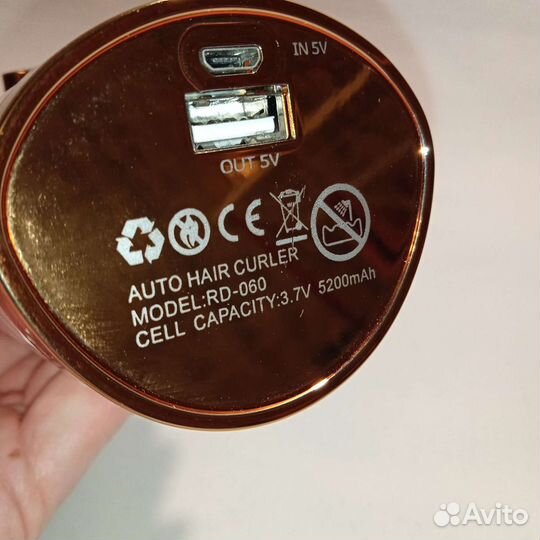 IN 5V
OUT 5V
CE
AUTO HAIR CURLER
MODEL:RD-060
CELL CAPACITY:3.7V 5200mAh
Avito